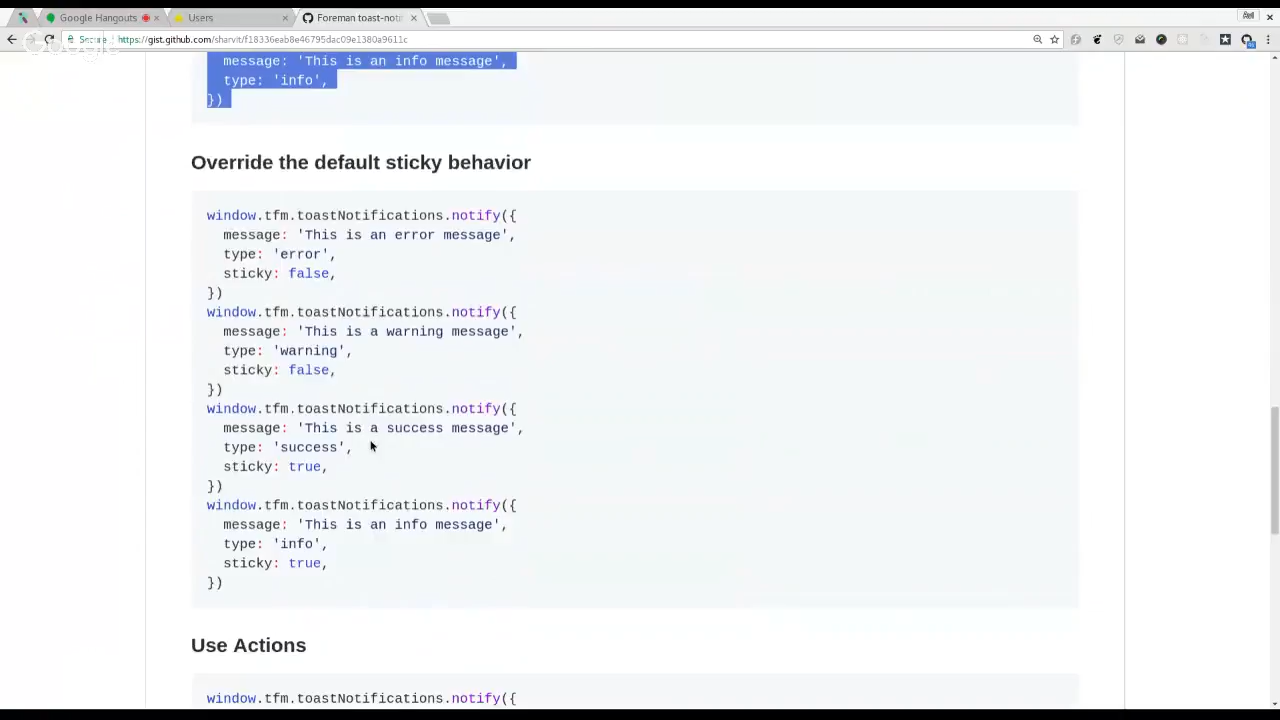 Google Hangouts
Users
Foreman toast-noti
Secure https://gist.github.com/sharvit/f18336eab8e46795dac09e1380a9611c
Google
message: 'This is an info message',
type: 'info',
})
Override the default sticky behavior
window.tfm.toastNotifications.notify({
message: 'This is an error message',
type: 'error',
sticky: false,
})
window.tfm.toastNotifications.notify({
message: 'This is a warning message',
type: 'warning',
sticky: false,
})
window.tfm.toastNotifications.notify({
message: 'This is a success message',
type: 'success',
sticky: true,
})
window.tfm.toastNotifications.notify({
message: 'This is an info message',
type: 'info',
sticky: true,
})
Use Actions
window.tfm.toastNotifications.notify({